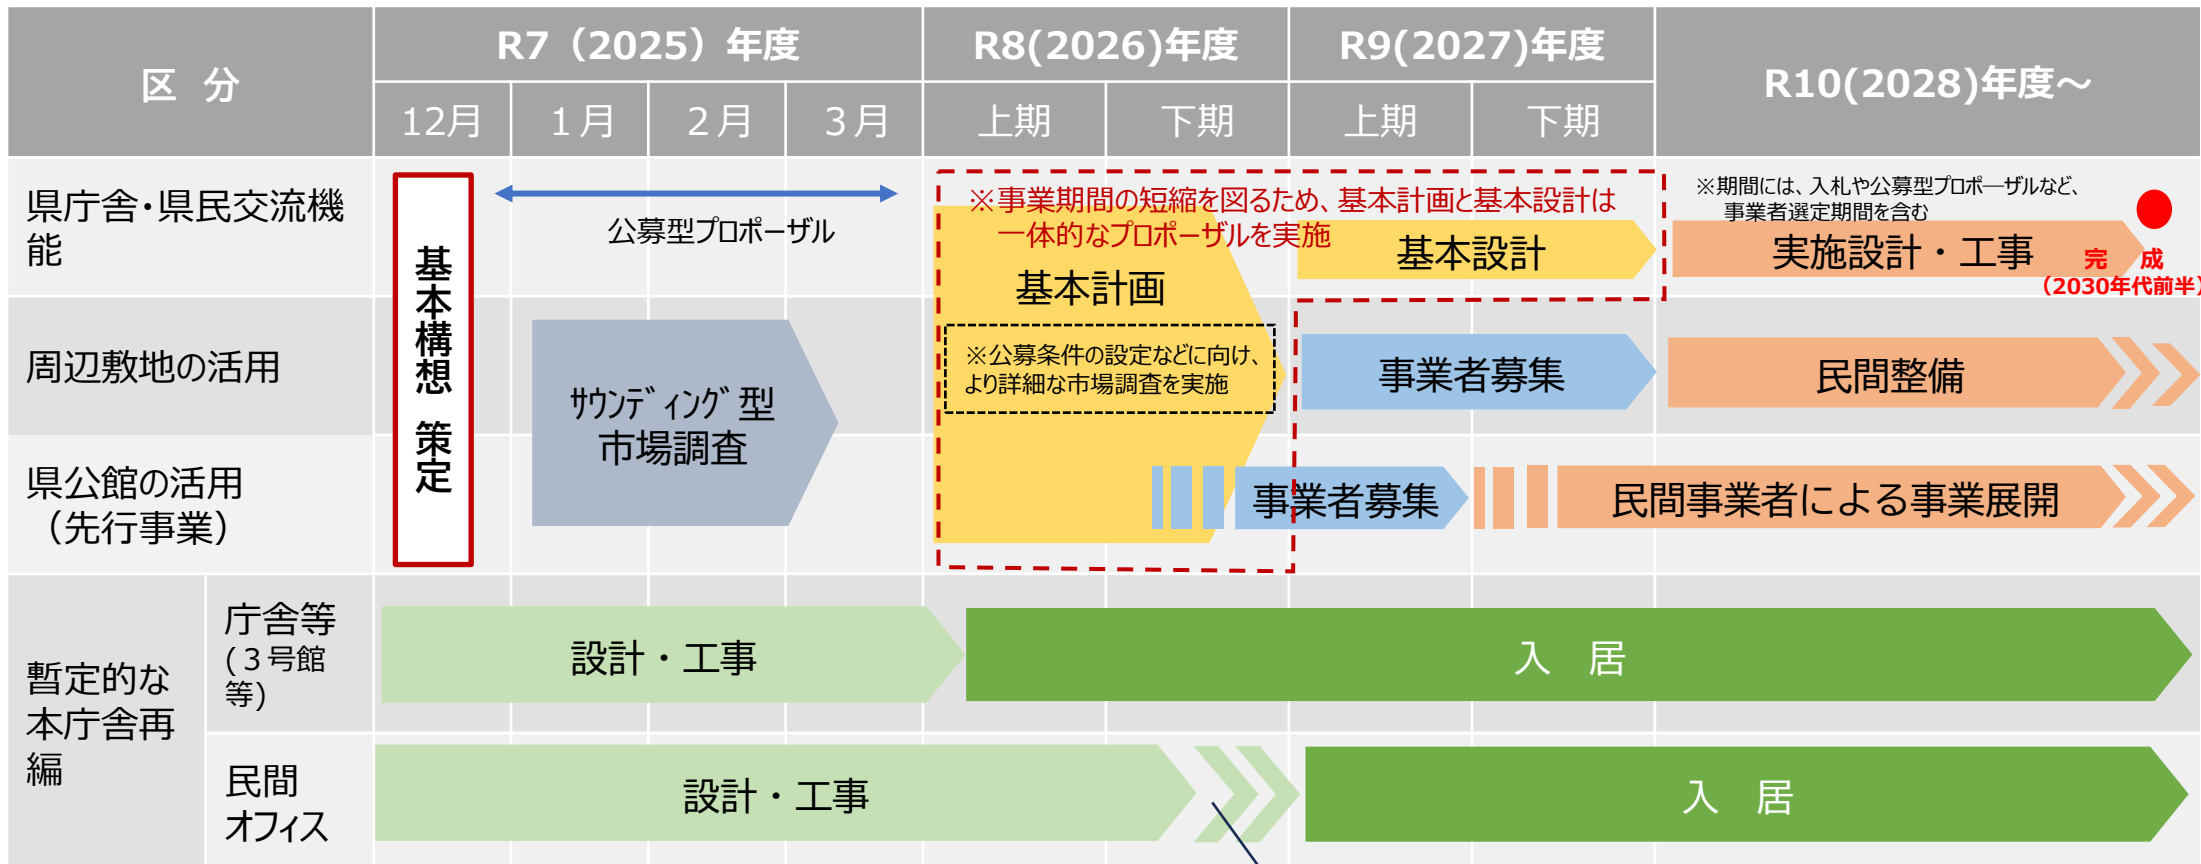 区 分
R7（2025）年度
R8(2026)年度
R9(2027)年度
R10(2028)年度～
12月
１月
２月
３月
上期
下期
上期
下期
県庁舎・県民交流機
能
基本構想 策定
公募型プロポーザル
※事業期間の短縮を図るため、基本計画と基本設計は
一体的なプロポーザルを実施
基本計画
基本設計
※期間には、入札や公募型プロポーザルなど、
事業者選定期間を含む
実施設計・工事
完 成
（2030年代前半）
周辺敷地の活用
サウンディング型
市場調査
※公募条件の設定などに向け、
より詳細な市場調査を実施
事業者募集
民間整備
県公館の活用
（先行事業）
事業者募集
民間事業者による事業展開
暫定的な
本庁舎再
編
庁舎等
(３号館
等)
設計・工事
入 居
民間
オフィス
設計・工事
入 居